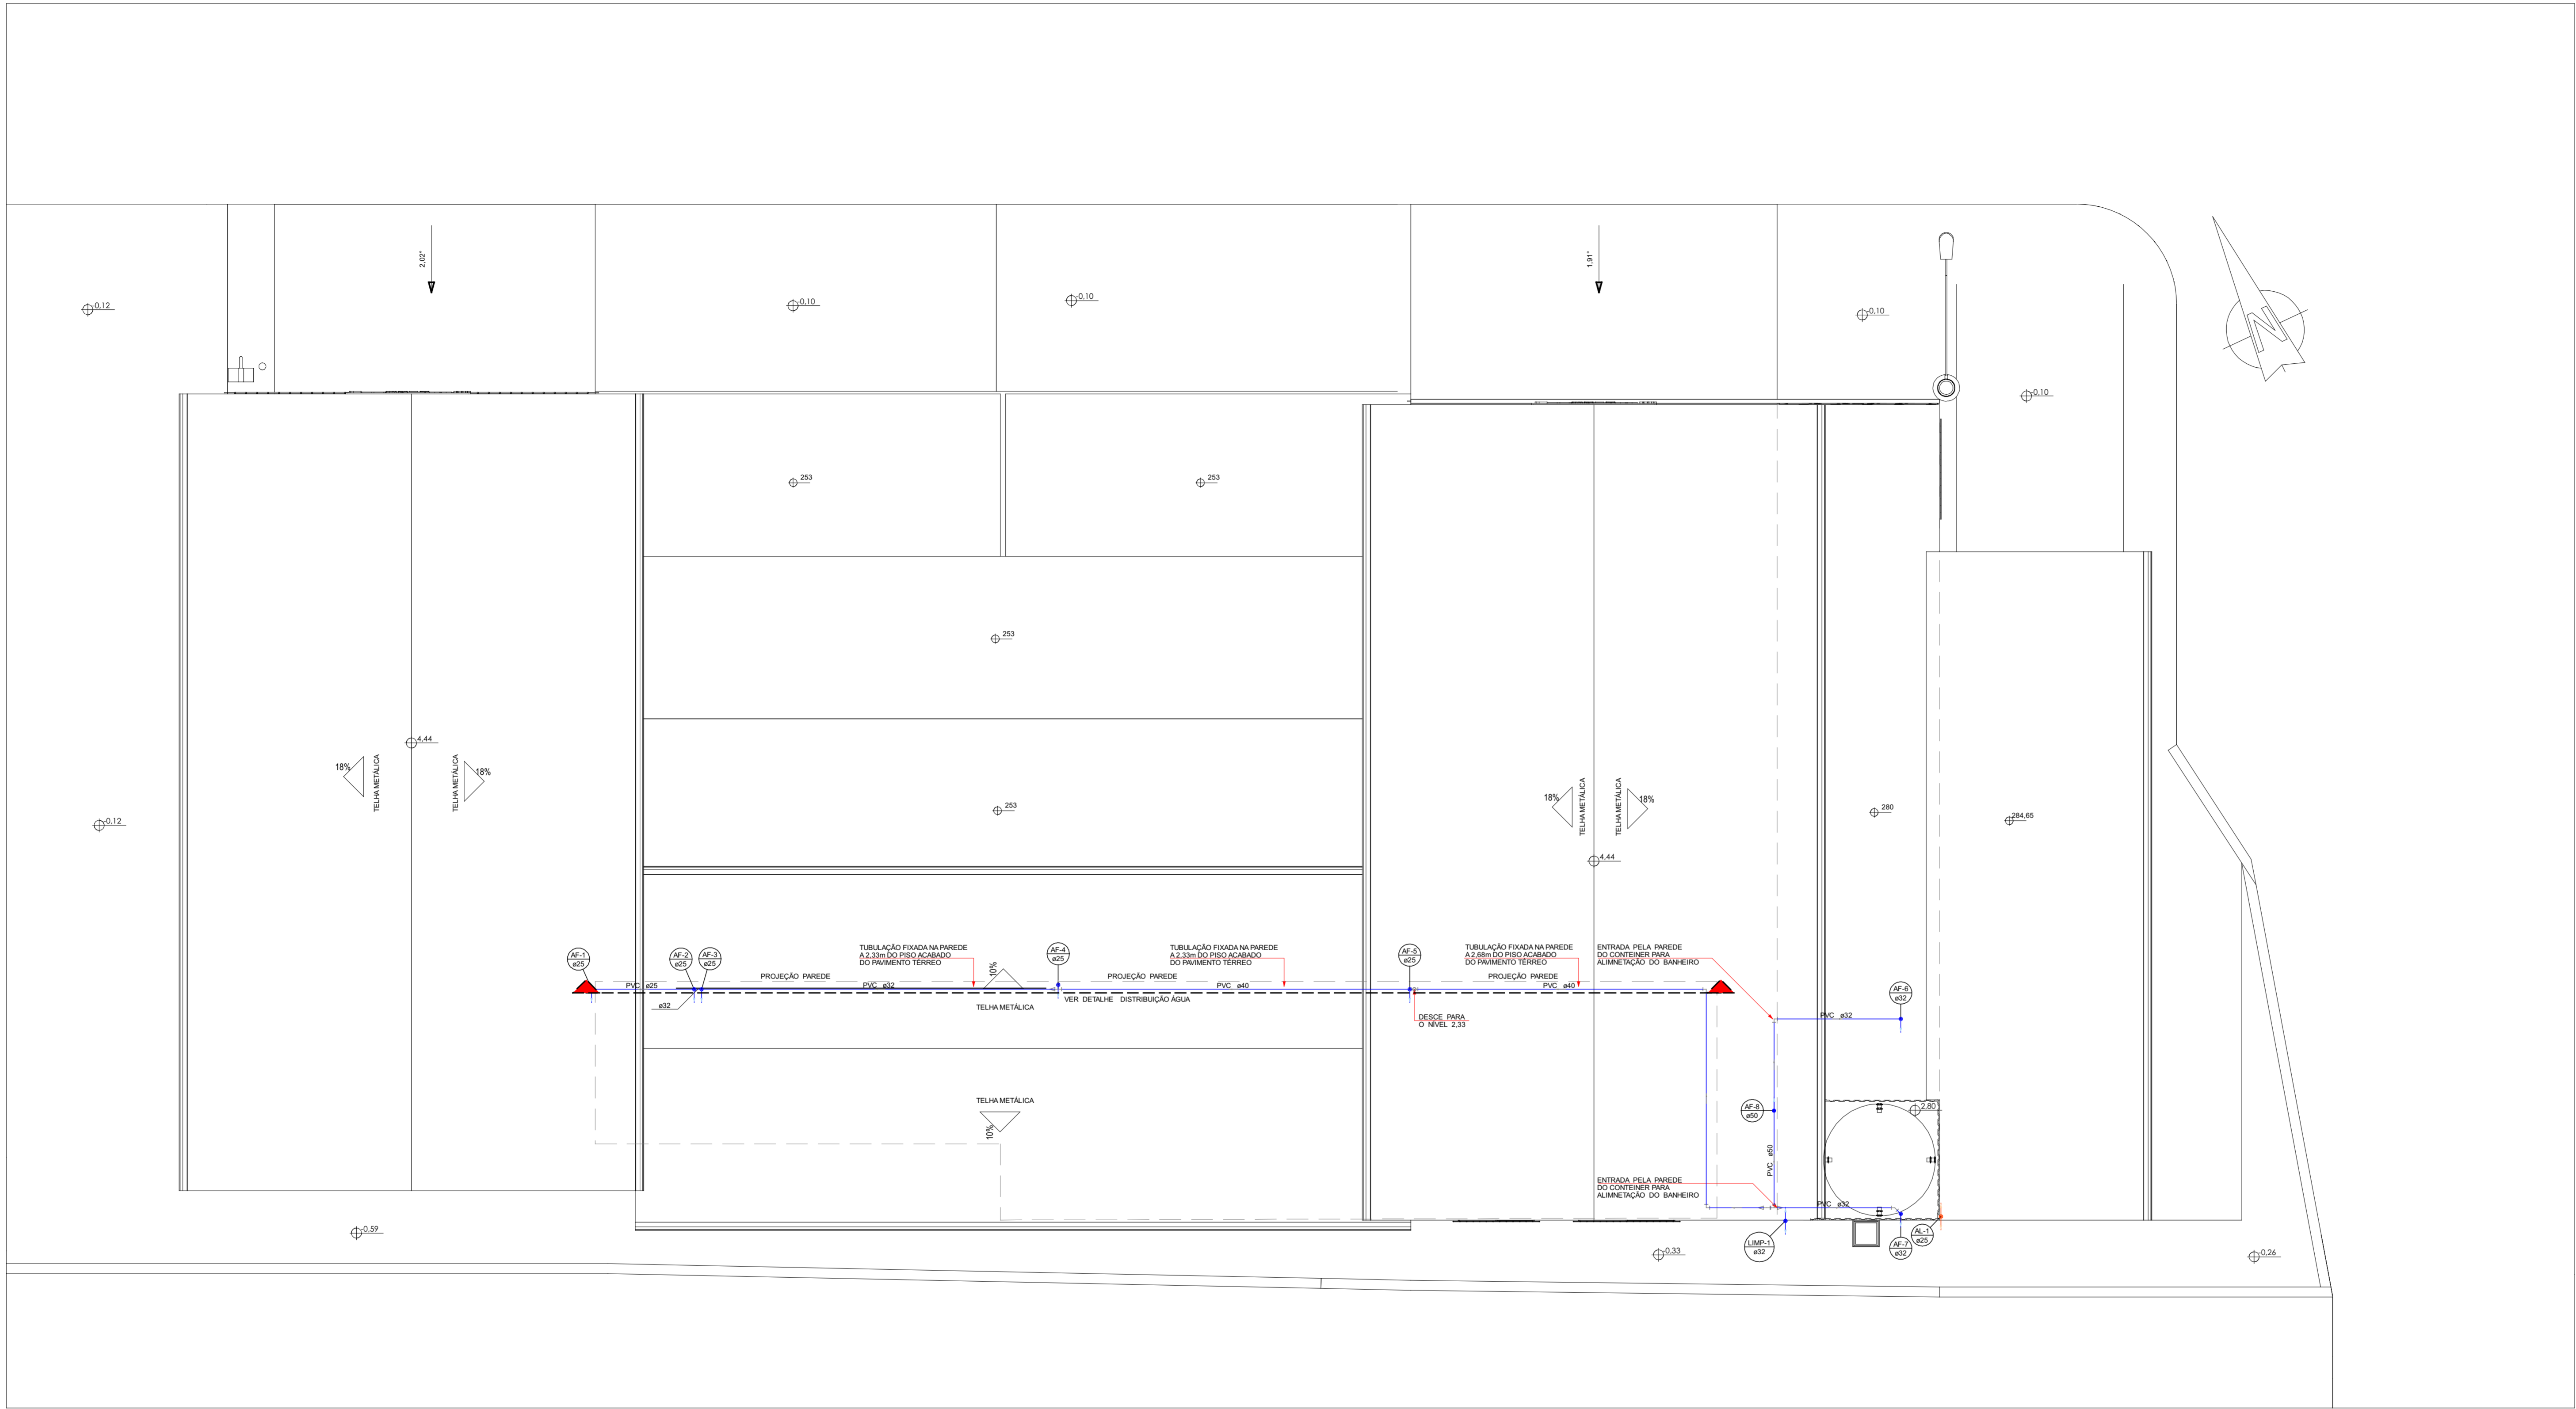 2,02°
1,91°
-0,12
-0,10
-0,10
-0,10
-0,10
N
253
253
253
253
4,44
18%
TELHA METÁLICA
TELHA METÁLICA
18%
-0,12
18%
TELHA METÁLICA
TELHA METÁLICA
18%
4,44
280
284,65
AF-1
ø25
AF-2
ø25
AF-3
ø25
TUBULAÇÃO FIXADA NA PAREDE
A 2,33m DO PISO ACABADO
DO PAVIMENTO TÉRREO
AF-4
ø25
TUBULAÇÃO FIXADA NA PAREDE
A 2,33m DO PISO ACABADO
DO PAVIMENTO TÉRREO
AF-5
ø25
TUBULAÇÃO FIXADA NA PAREDE
A 2,68m DO PISO ACABADO
DO PAVIMENTO TÉRREO
ENTRADA PELA PAREDE
DO CONTEINER PARA
ALIMNETAÇÃO DO BANHEIRO
PROJEÇÃO PAREDE
10%
PROJEÇÃO PAREDE
PROJEÇÃO PAREDE
PVC ø25
PVC ø32
PVC ø40
PVC ø40
ø32
TELHA METÁLICA
VER DETALHE DISTRIBUIÇÃO ÁGUA
DESCE PARA
O NÍVEL 2,33
AF-6
ø32
PVC ø32
TELHA METÁLICA
10%
AF-8
ø50
2,80
PVC ø50
ENTRADA PELA PAREDE
DO CONTEINER PARA
ALIMNETAÇÃO DO BANHEIRO
PVC ø32
-0,59
LIMP-1
ø32
AF-7
ø32
AL-1
ø25
-0,33
-0,26